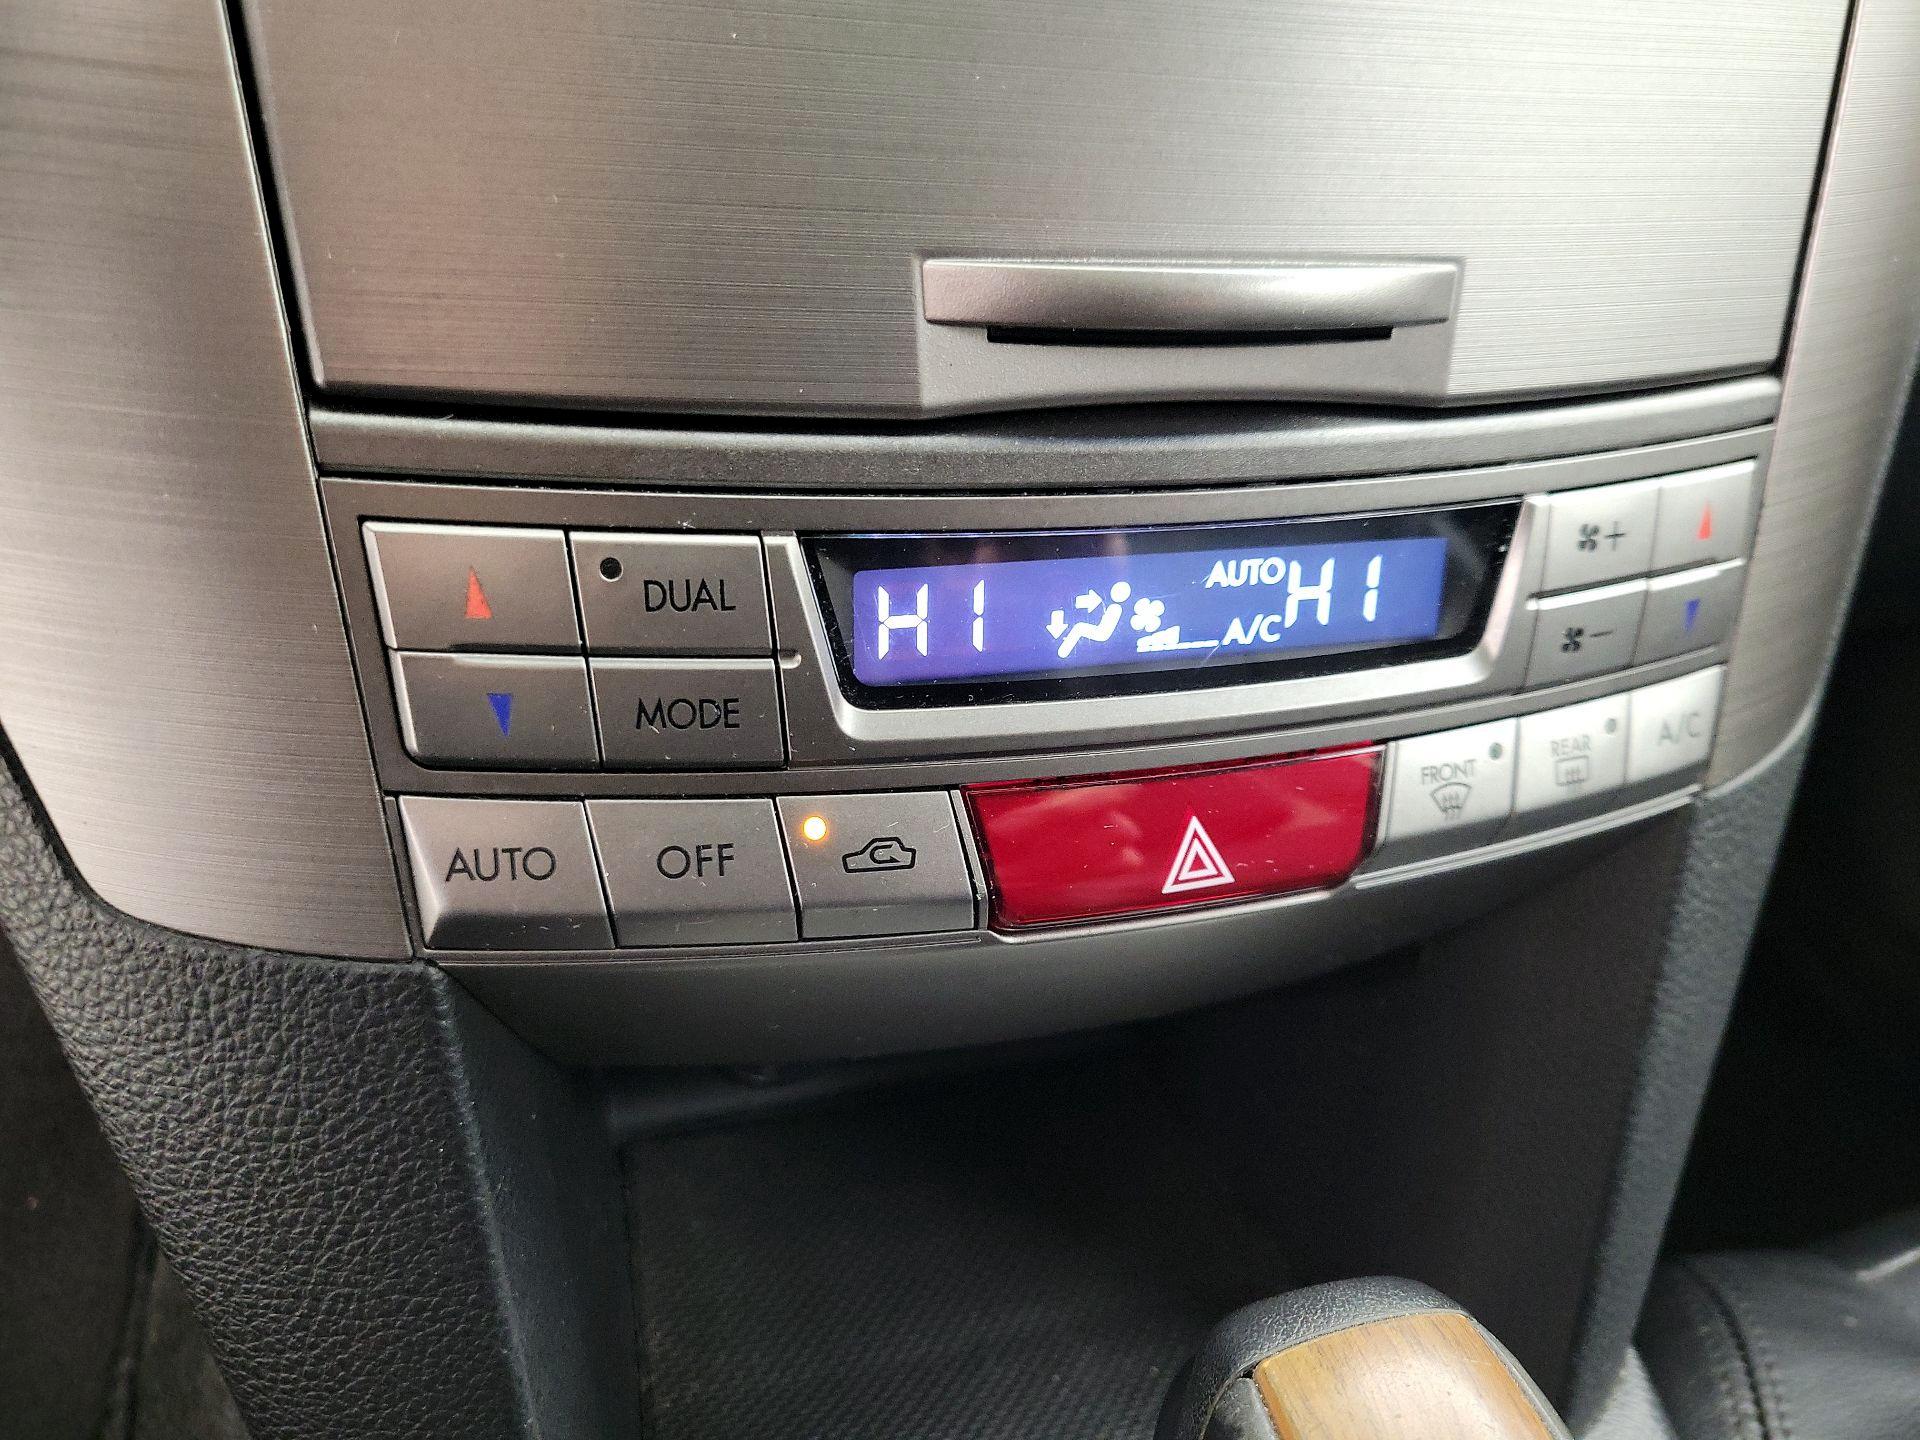 DUAL
MODE
HI
AUTO
A/C
HI
+
-
AUTO
OFF
FRONT
REAR
A/C